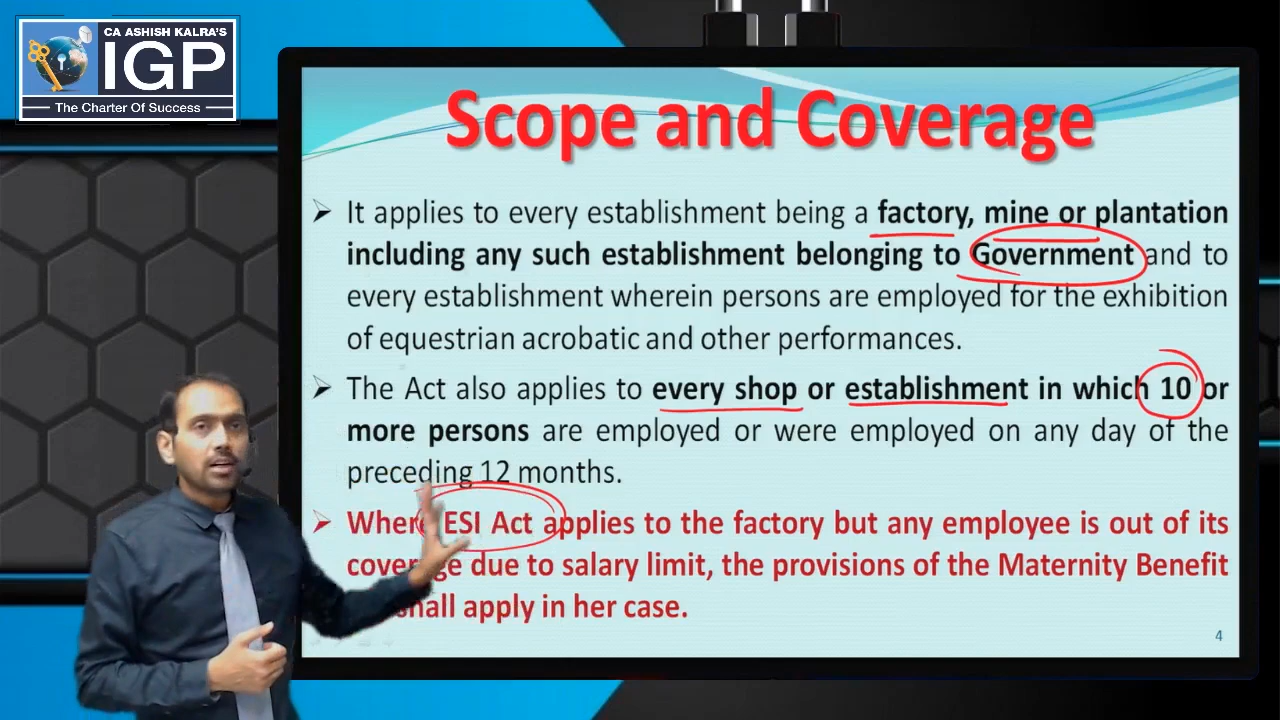 CA ASHISH KALRA'S
IGP
The Charter Of Success
Scope and Coverage
➢ It applies to every establishment being a factory, mine or plantation
including any such establishment belonging to Government and to
every establishment wherein persons are employed for the exhibition
of equestrian acrobatic and other performances.
➢ The Act also applies to every shop or establishment in which 10 or
more persons are employed or were employed on any day of the
preceding 12 months.
➢ Where ESI Act applies to the factory but any employee is out of its
coverage due to salary limit, the provisions of the Maternity Benefit
shall apply in her case.
4